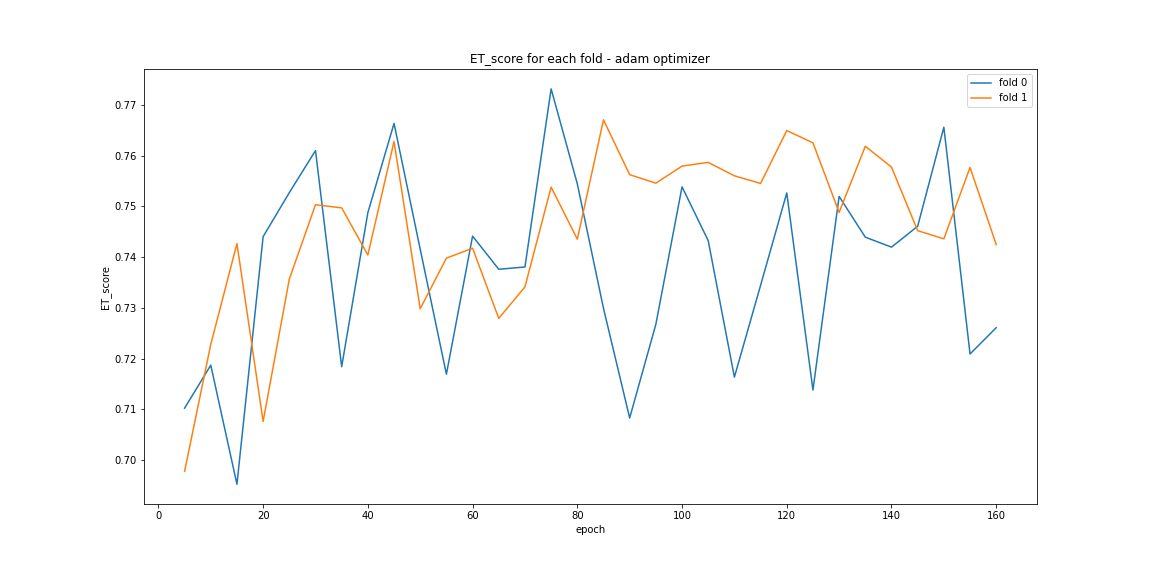 ET_score for each fold - adam optimizer
fold 0
fold 1
ET_score
0.77
0.76
0.75
0.74
0.73
0.72
0.71
0.70
0 20 40 60 80 100 120 140 160
epoch